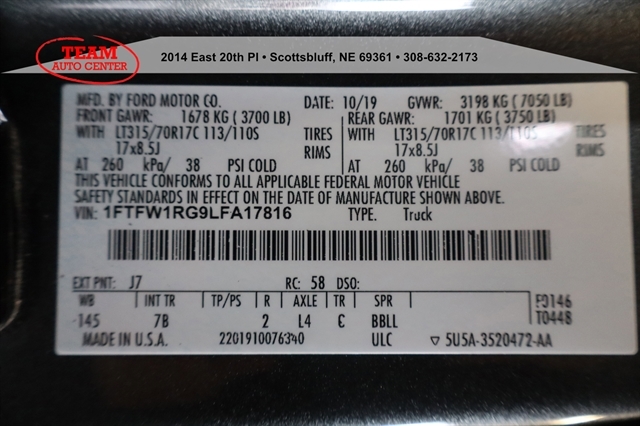 TEAM
AUTO CENTER
2014 East 20th Pl • Scottsbluff, NE 69361 • 308-632-2173
MFD. BY FORD MOTOR CO. DATE: 10/19 GVWR: 3198 KG ( 7050 LB)
FRONT GAWR: 1678 KG ( 3700 LB) REAR GAWR: 1701 KG ( 3750 LB)
WITH LT315/70R17C 113/110S TIRES WITH LT315/70R17C 113/110S TIRES
17x8.5J RIMS 17x8.5J RIMS
AT 260 kPa/ 38 PSI COLD AT 260 kPa/ 38 PSI COLD
THIS VEHICLE CONFORMS TO ALL APPLICABLE FEDERAL MOTOR VEHICLE
SAFETY STANDARDS IN EFFECT ON THE DATE OF MANUFACTURE SHOWN ABOVE.
VIN: 1FTFW1RG9LFA17816 TYPE: Truck
EXT PNT: J7 RC: 58 DSO:
WB INT TR TP/PS R AXLE TR SPR F0146
145 7B 2 L4 C BBLL T0448
MADE IN U.S.A. 2201910076340 ULC ▽ 5U5A-3520472-AA